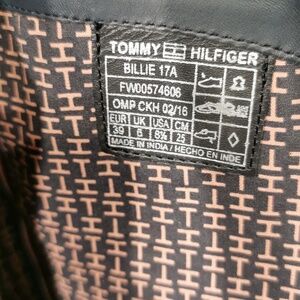 TOMMY HILFIGER
BILLIE 17A
FW00574606
OMP CKH 02/16
EUR UK USA CM
39 6 8½ 25
MADE IN INDIA / HECHO EN INDE